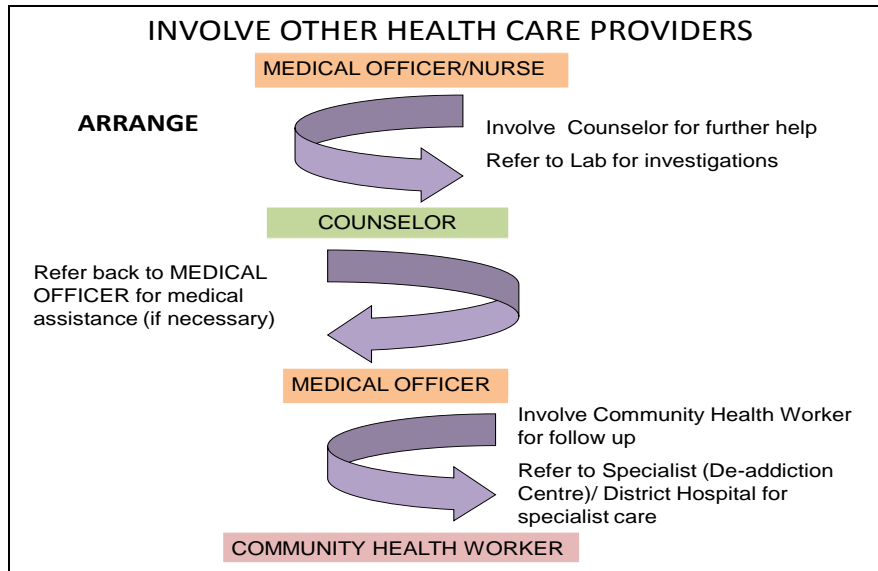 INVOLVE OTHER HEALTH CARE PROVIDERS
MEDICAL OFFICER/NURSE
ARRANGE
Involve Counselor for further help
Refer to Lab for investigations
COUNSELOR
Refer back to MEDICAL
OFFICER for medical
assistance (if necessary)
MEDICAL OFFICER
Involve Community Health Worker
for follow up
Refer to Specialist (De-addiction
Centre)/ District Hospital for
specialist care
COMMUNITY HEALTH WORKER